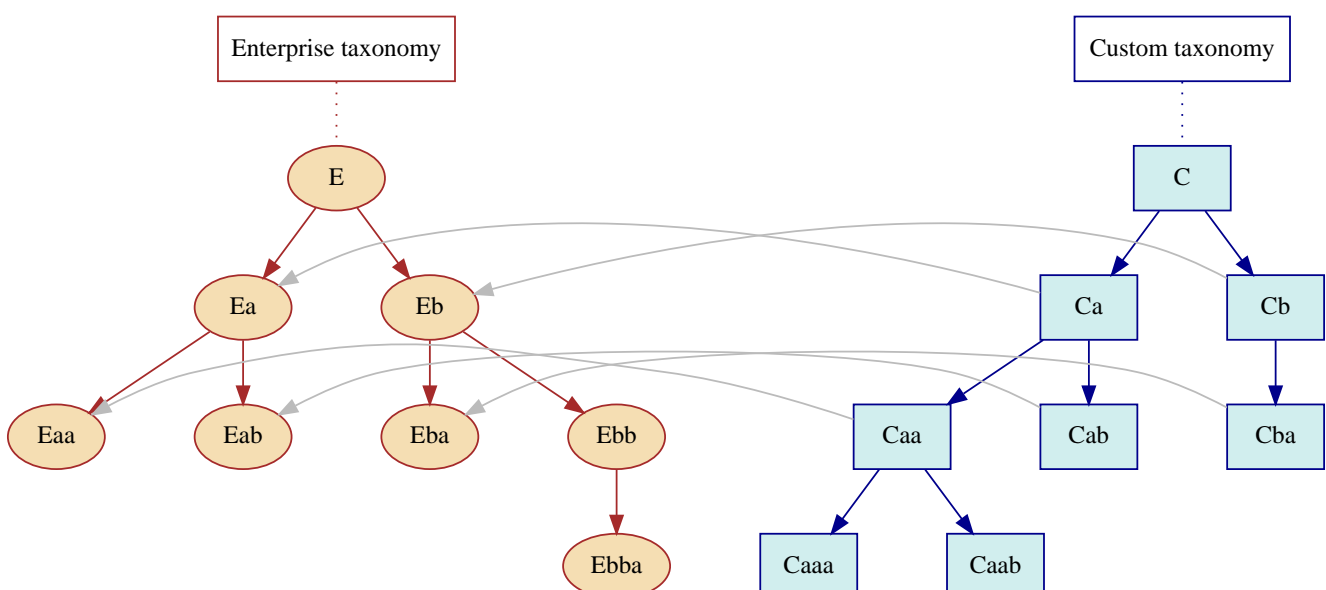 Enterprise taxonomy
Custom taxonomy
E
C
Ea
Eb
Ca
Cb
Eaa
Eab
Eba
Ebb
Caa
Cab
Cba
Ebba
Caaa
Caab